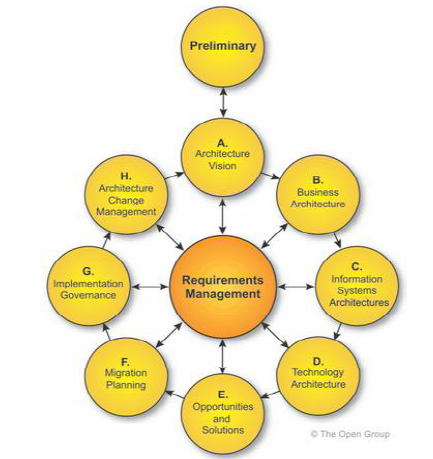 Preliminary
A.
Architecture
Vision
H.
Architecture
Change
Management
B.
Business
Architecture
G.
Implementation
Governance
Requirements
Management
C.
Information
Systems
Architectures
F.
Migration
Planning
D.
Technology
Architecture
E.
Opportunities
and
Solutions
© The Open Group